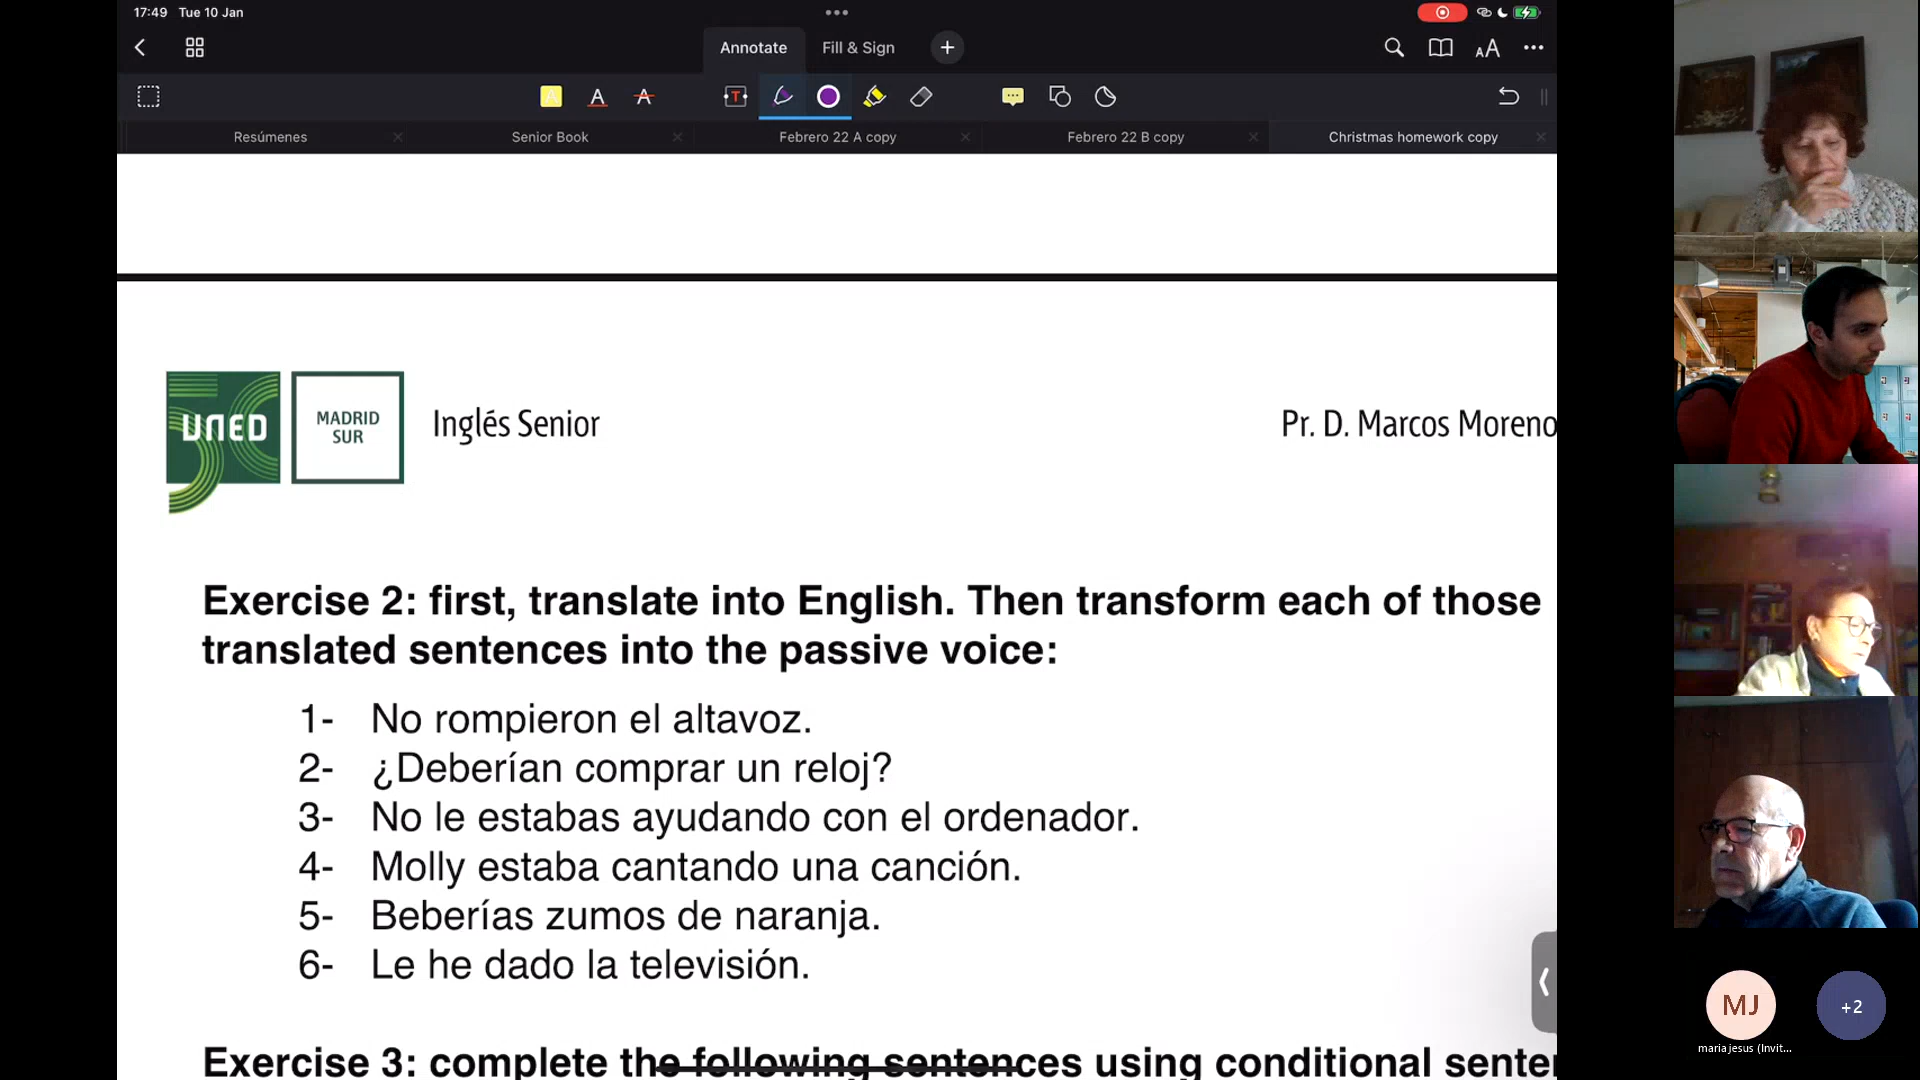 17:49 Tue 10 Jan
Annotate
Fill & Sign
AA
A
A
A
T
Resúmenes
Senior Book
Febrero 22 A copy
Febrero 22 B copy
Christmas homework copy
UNED
MADRID
SUR
Inglés Senior
Pr. D. Marcos Moreno
Exercise 2: first, translate into English. Then transform each of those
translated sentences into the passive voice:
1- No rompieron el altavoz.
2- ¿Deberían comprar un reloj?
3- No le estabas ayudando con el ordenador.
4- Molly estaba cantando una canción.
5- Beberías zumos de naranja.
6- Le he dado la televisión.
Exercise 3: complete the following sentences using conditional sente
MJ
+2
maria jesus (Invit...